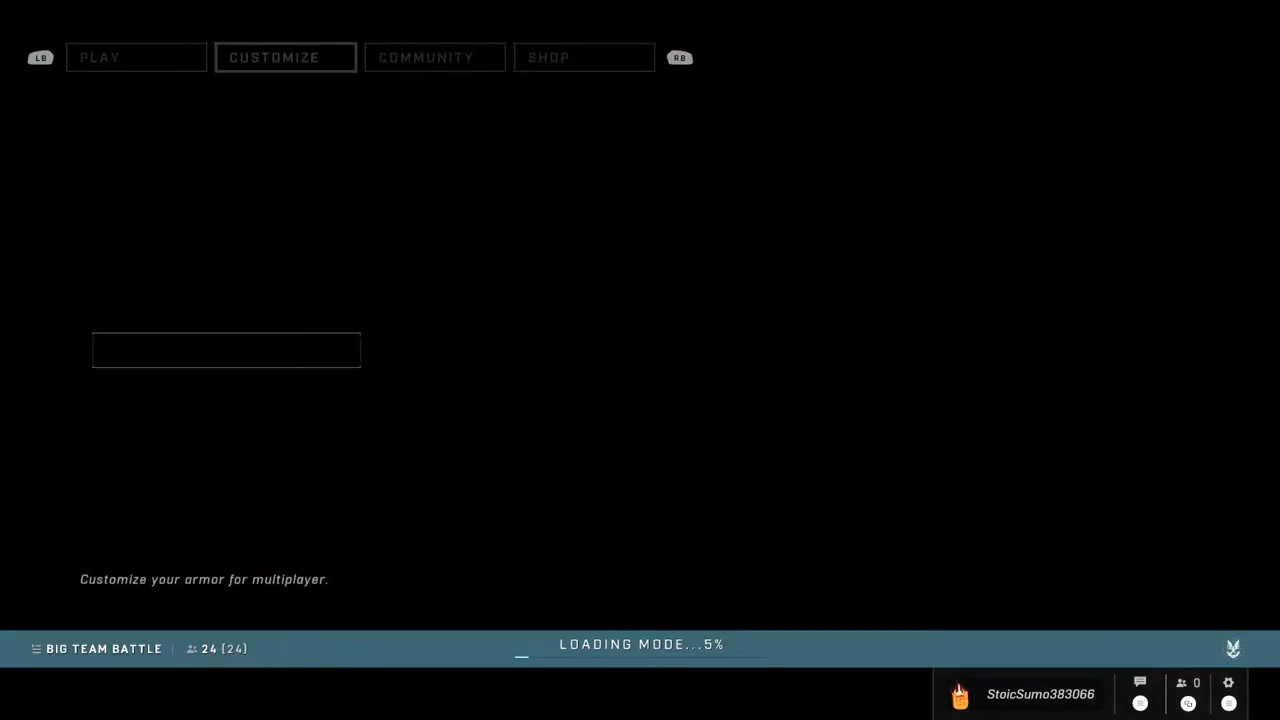 LB PLAY CUSTOMIZE COMMUNITY SHOP RB
Customize your armor for multiplayer.
BIG TEAM BATTLE 24 (24) LOADING MODE...5%
StoicSumo383066 0